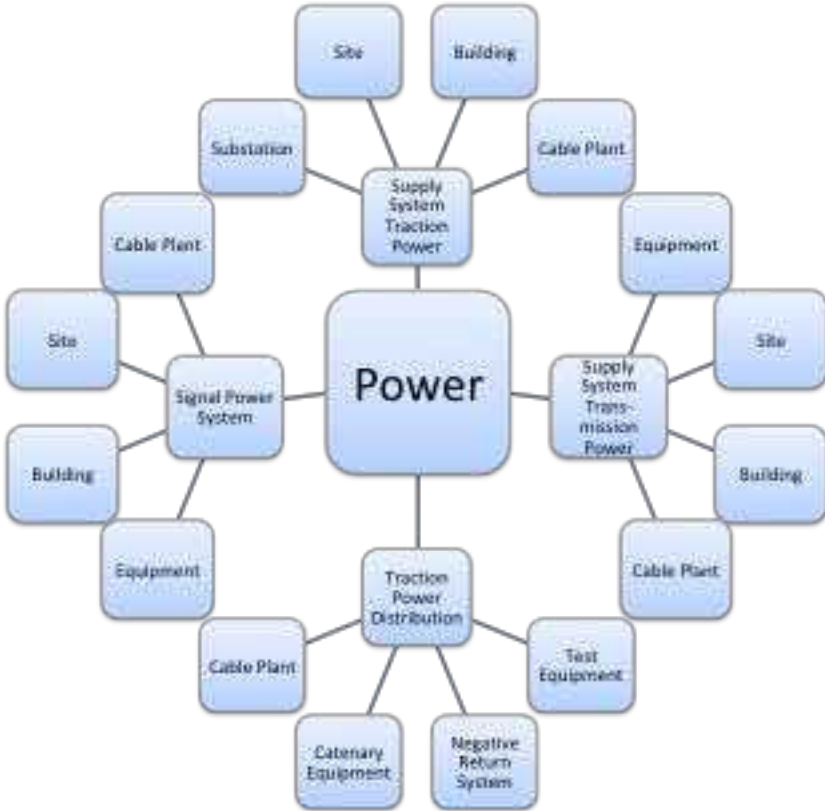 Site
Building
Substation
Cable Plant
Supply
System
Traction
Power
Cable Plant
Equipment
Site
Site
Power
Signal Power
System
Supply
System
Trans-
mission
Power
Building
Building
Equipment
Traction
Power
Distribution
Cable Plant
Cable Plant
Test
Equipment
Catenary
Equipment
Negative
Return
System